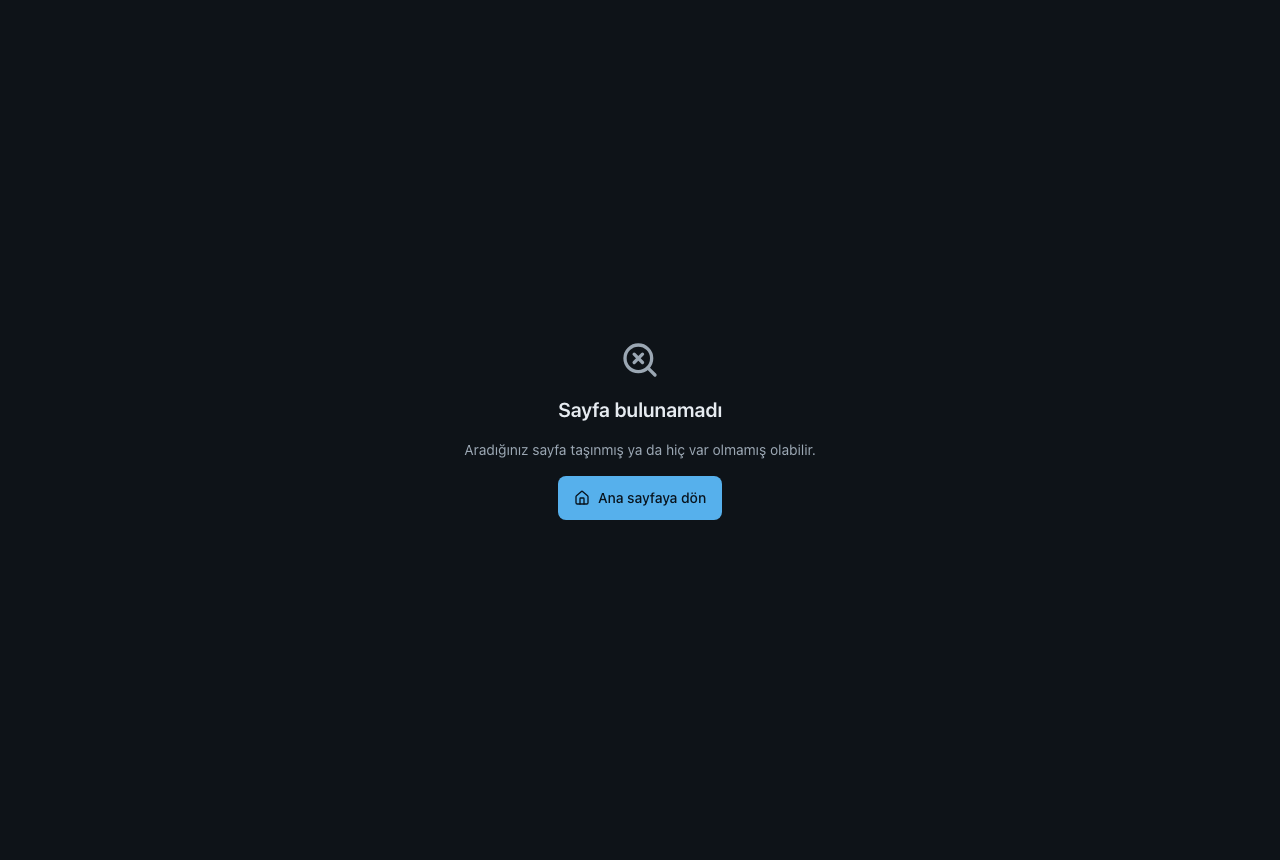 Sayfa bulunamadı
Aradığınız sayfa taşınmış ya da hiç var olmamış olabilir.
Ana sayfaya dön